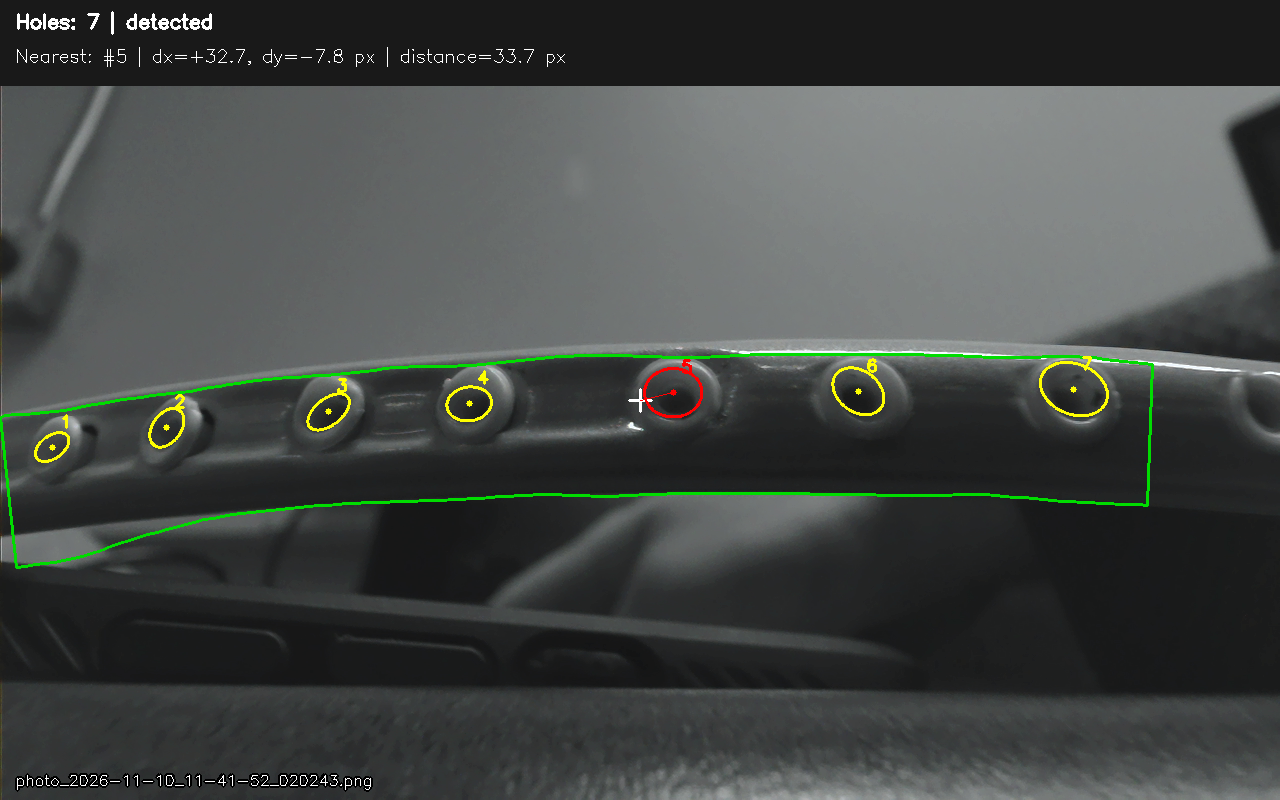 Holes: 7 | detected
Nearest: #5 | dx=+32.7, dy=-7.8 px | distance=33.7 px
1
2
3
4
5
6
7
photo_2026-11-10_11-41-52_020243.png